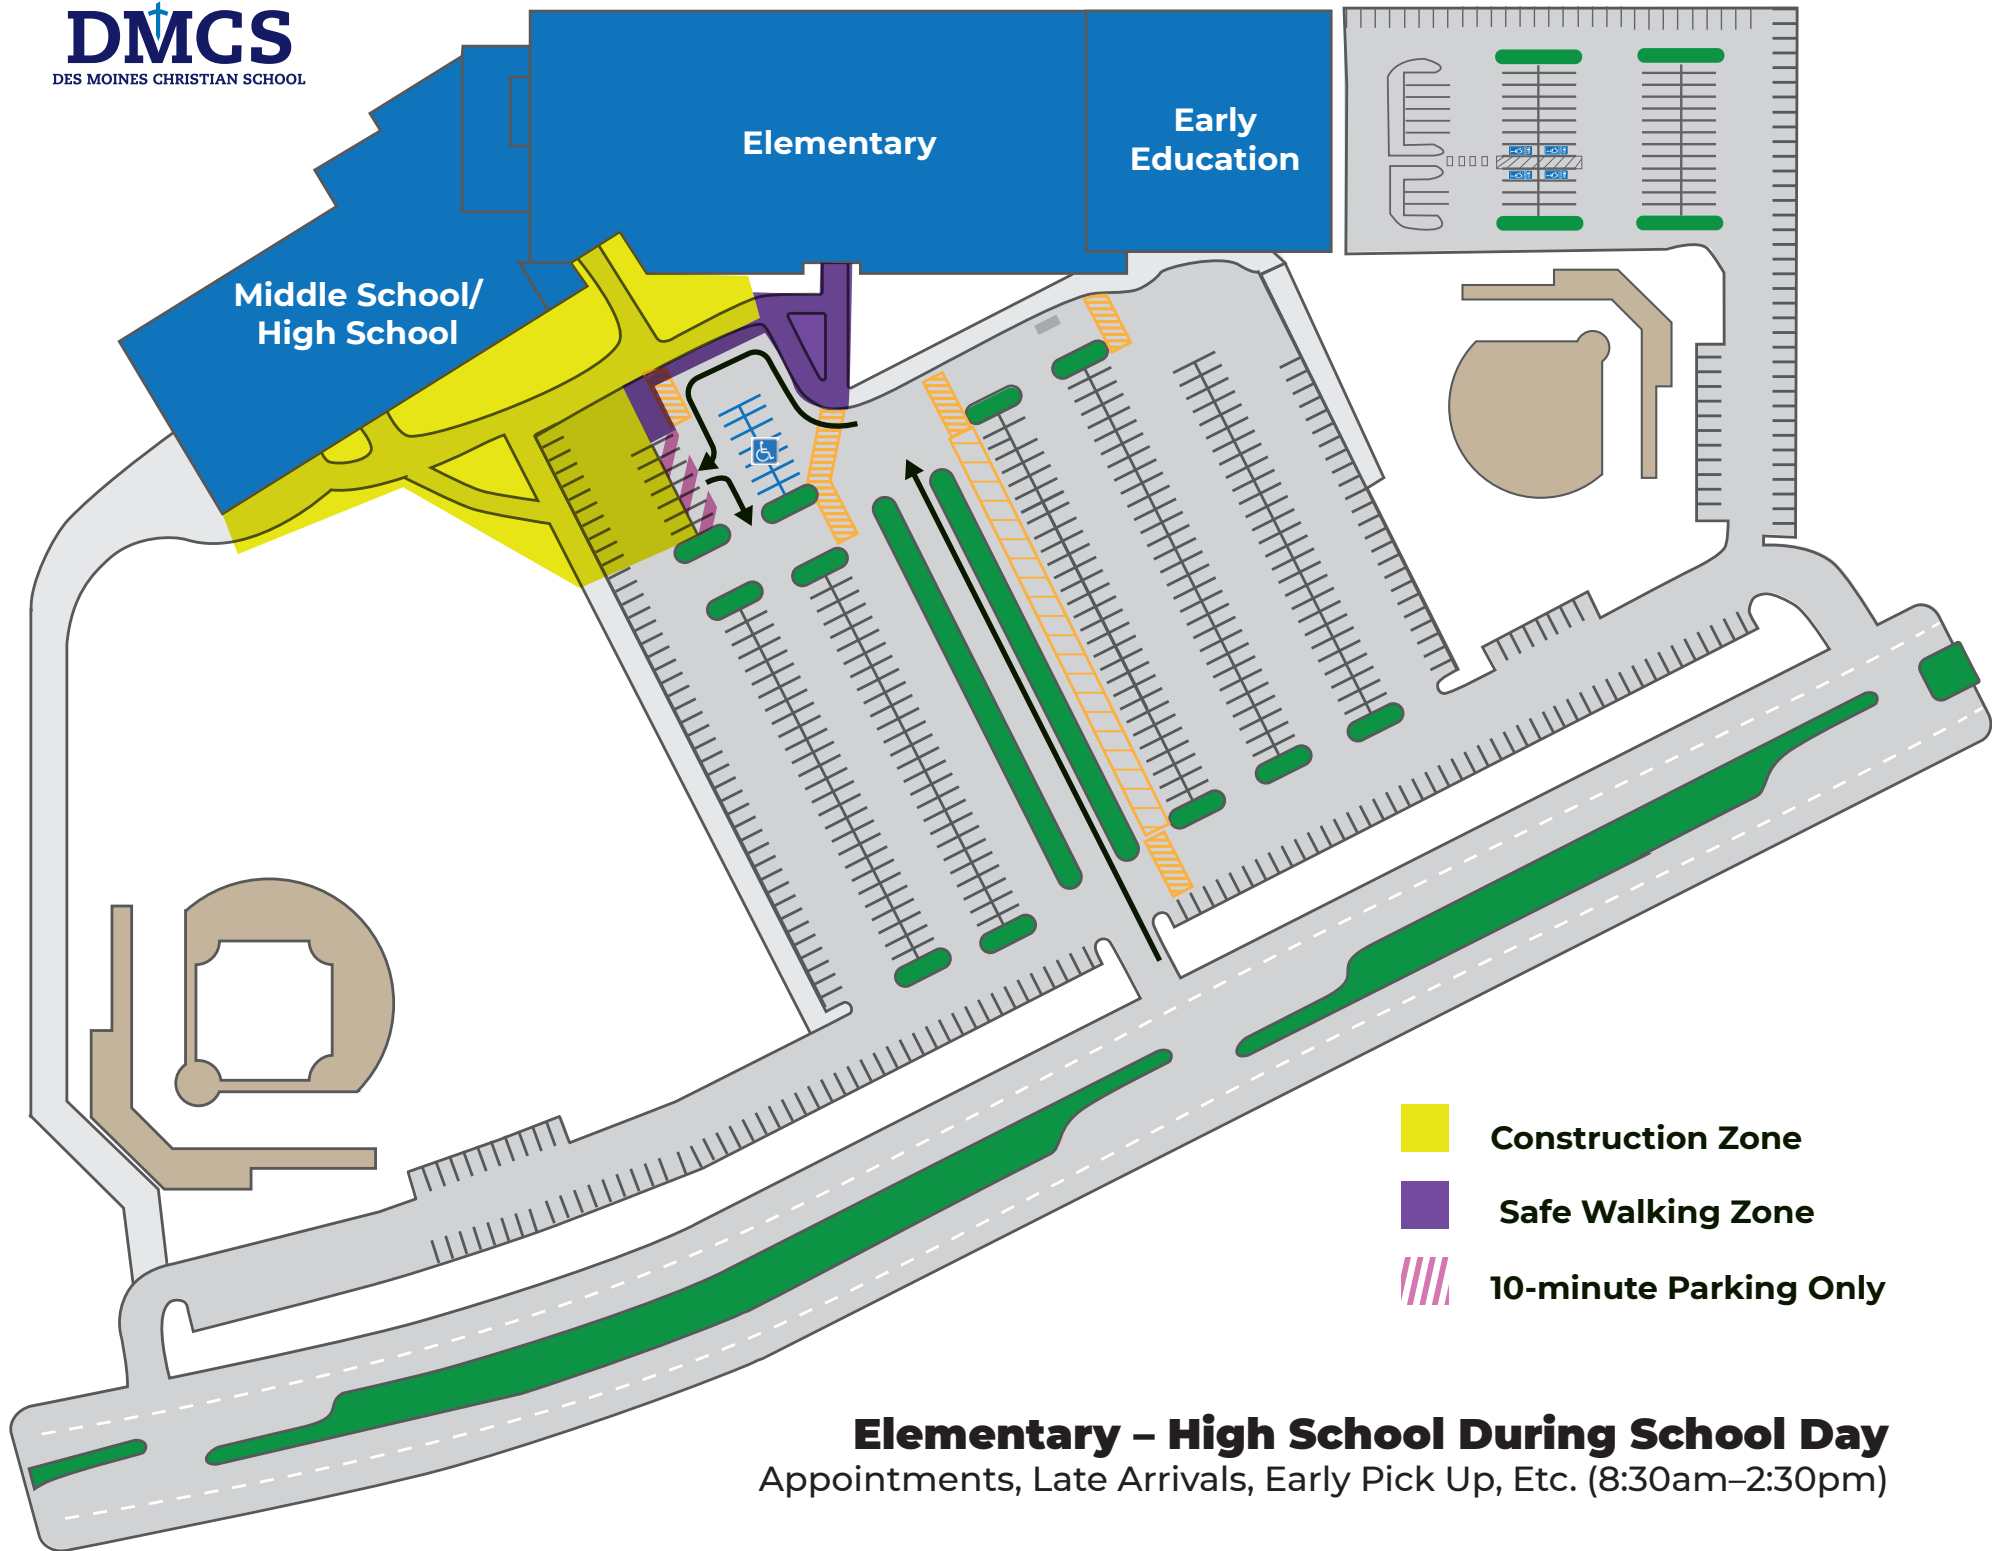 DMCS
DES MOINES CHRISTIAN SCHOOL
Elementary
Early
Education
Middle School/
High School
Construction Zone
Safe Walking Zone
10-minute Parking Only
Elementary – High School During School Day
Appointments, Late Arrivals, Early Pick Up, Etc. (8:30am–2:30pm)